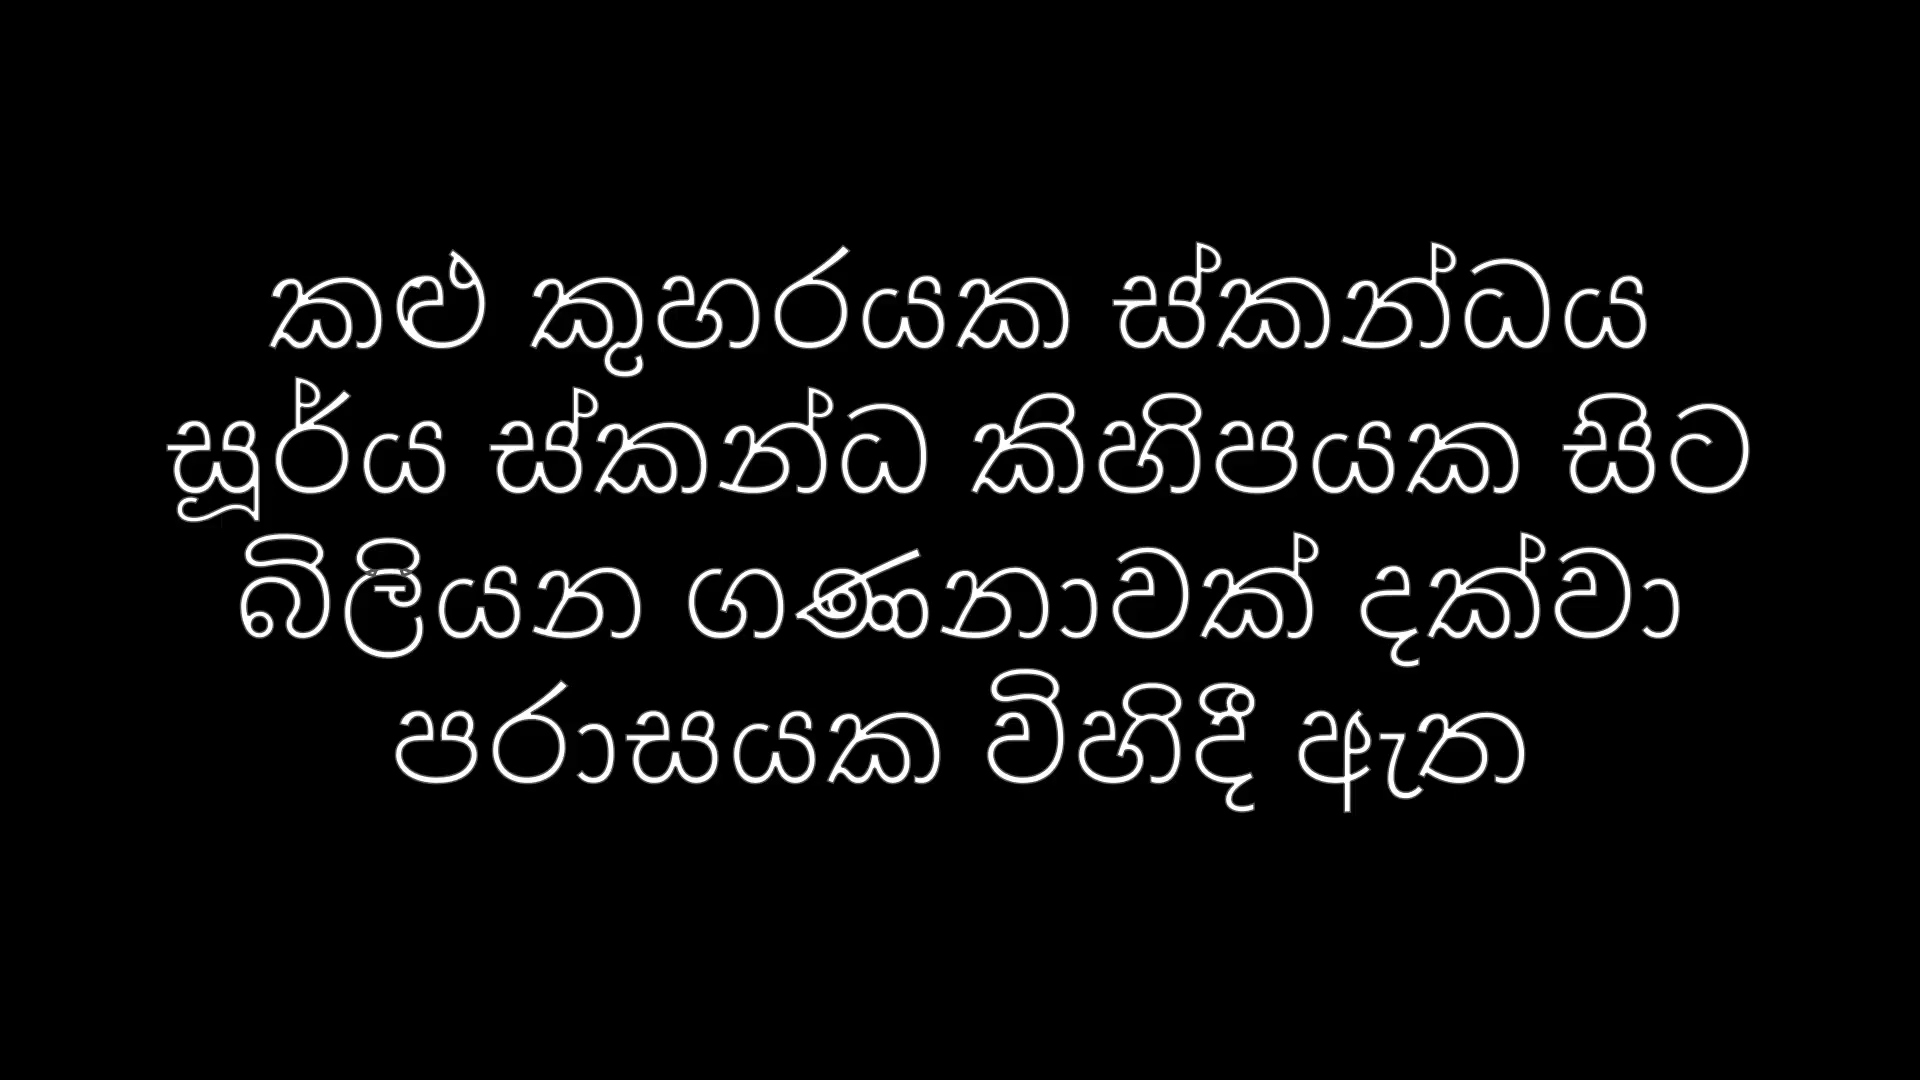 කළු කුහරයක ස්කන්ධය
සූර්ය ස්කන්ධ කිහිපයක සිට
බිලියන ගණනාවක් දක්වා
පරාසයක විහිදී ඇත